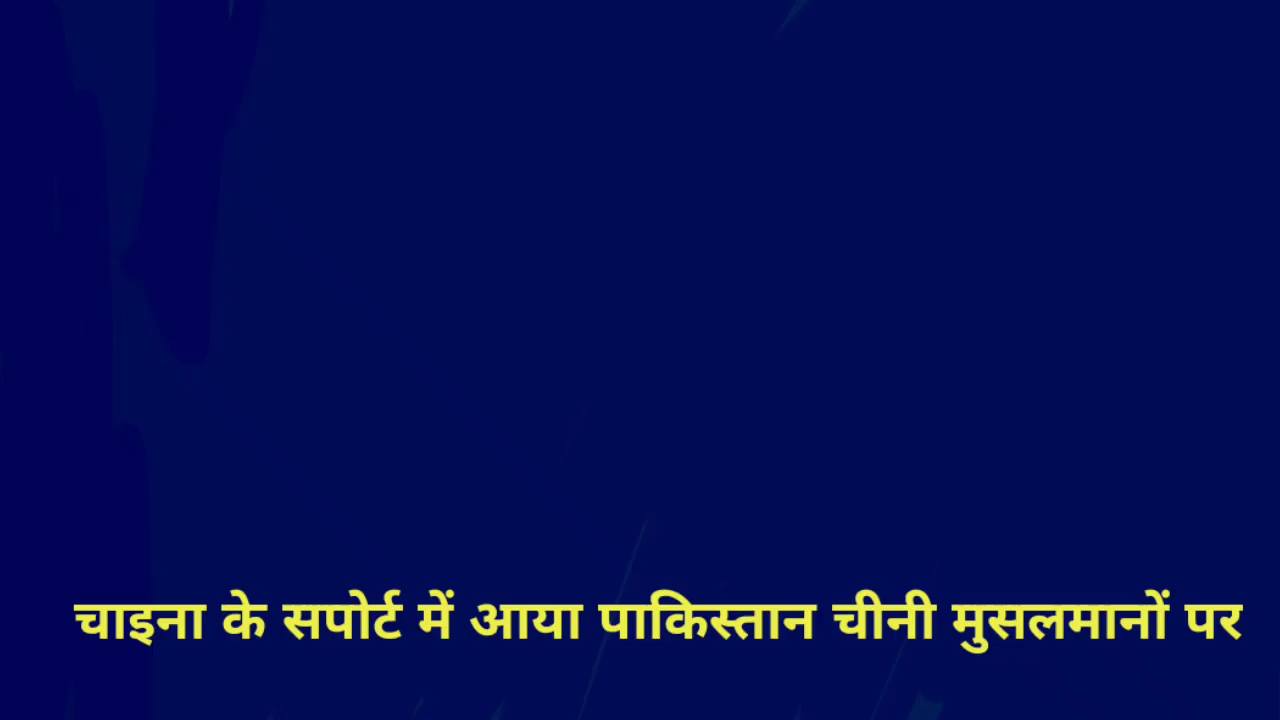 चाइना के सपोर्ट में आया पाकिस्तान चीनी मुसलमानों पर